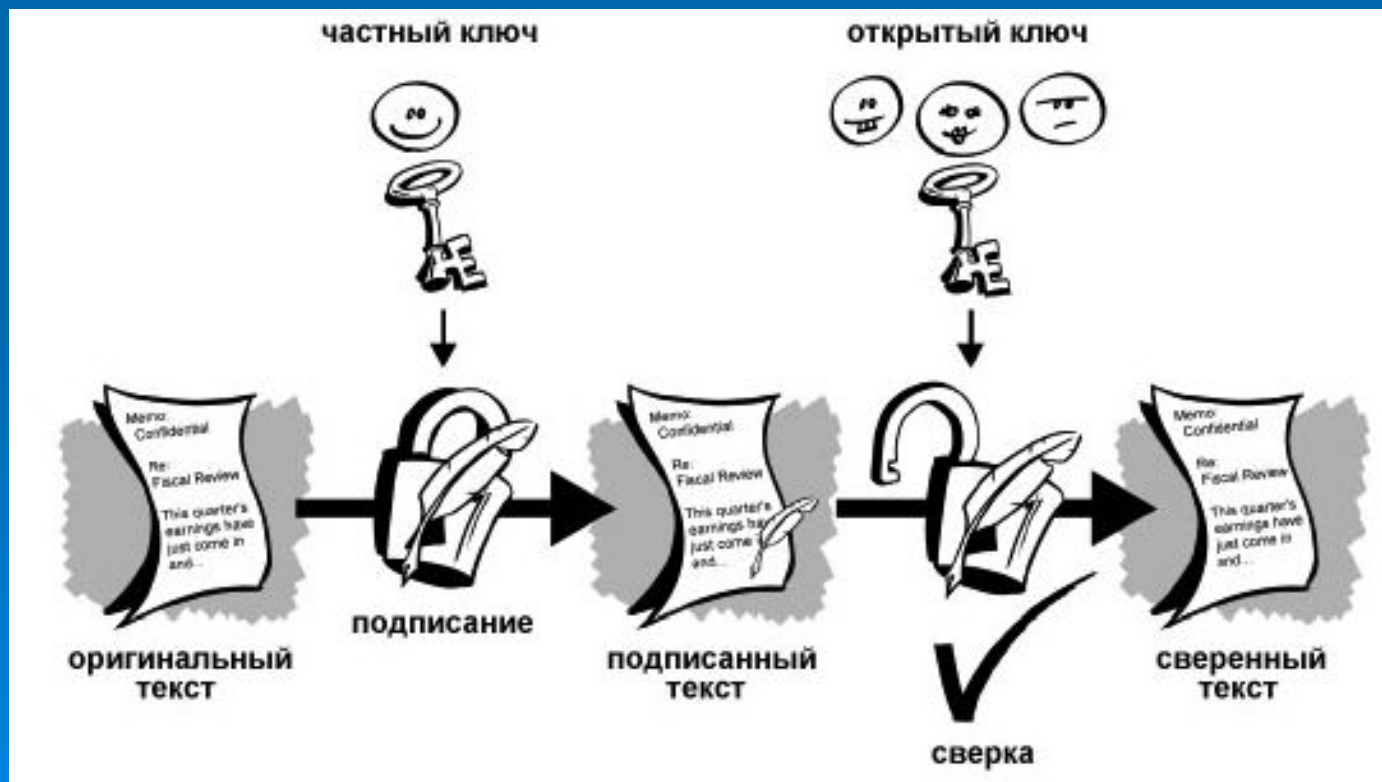 частный ключ
открытый ключ
Memo:
Confidential
Re:
Fiscal Review
This quarter's
earnings have
just come in
and...
Memo:
Confidential
Re:
Fiscal Review
This quarter's
earnings
just come
and...
Memo:
Confidential
Re:
Fiscal Review
This quarter's
earnings have
just come in
and...
подписание
оригинальный
текст
подписанный
текст
сверенный
текст
сверка